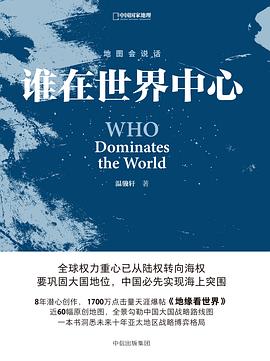 中国国家地理
地图会说话
谁在世界中心
WHO
Dominates
the World
温骏轩 著
全球权力重心已从陆权转向海权
要巩固大国地位，中国必先实现海上突围
8年潜心创作，1700万点击量天涯爆帖《地缘看世界》
近60幅原创地图，全景勾勒中国大国战略路线图
一本书洞悉未来十年亚太地区战略博弈格局
中信出版集团